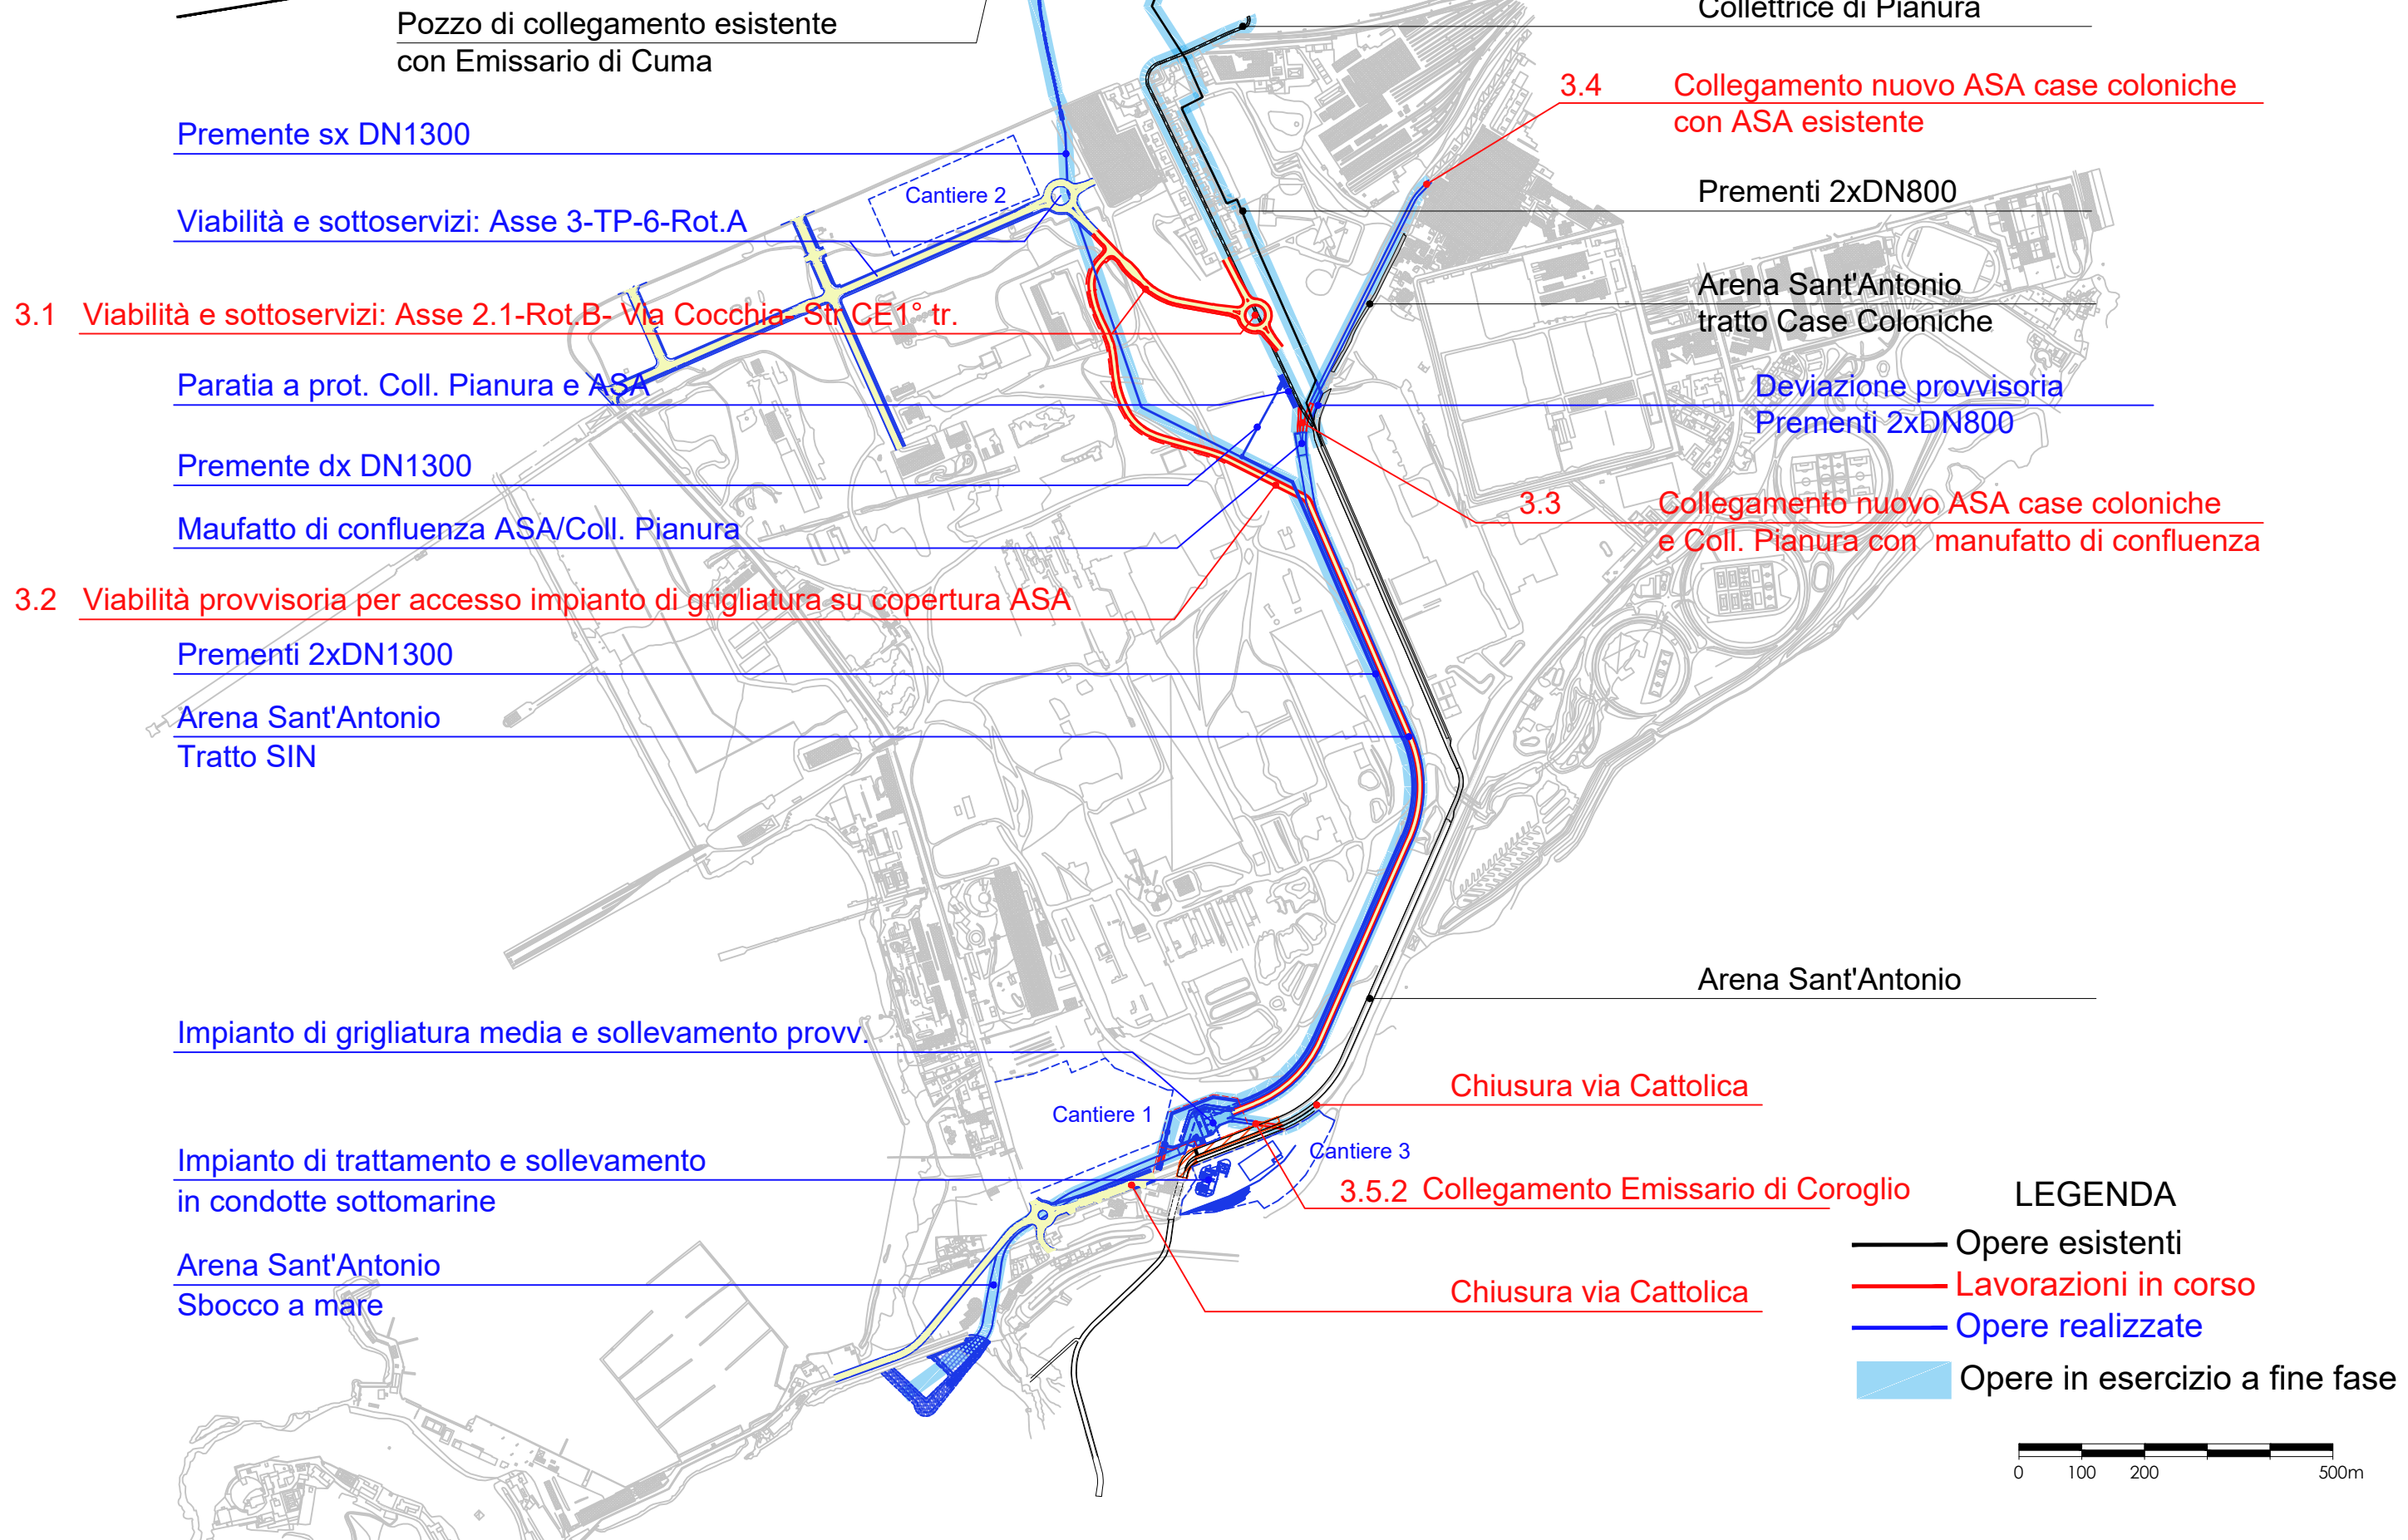 Collettrice di Pianura
Pozzo di collegamento esistente
con Emissario di Cuma
3.4 Collegamento nuovo ASA case coloniche
con ASA esistente
Premente sx DN1300
Cantiere 2
Prementi 2xDN800
Viabilità e sottoservizi: Asse 3-TP-6-Rot.A
Arena Sant'Antonio
tratto Case Coloniche
3.1 Viabilità e sottoservizi: Asse 2.1-Rot.B- Via Cocchia- Str.CE1° tr.
Paratia a prot. Coll. Pianura e ASA
Deviazione provvisoria
Prementi 2xDN800
Premente dx DN1300
3.3 Collegamento nuovo ASA case coloniche
e Coll. Pianura con manufatto di confluenza
Maufatto di confluenza ASA/Coll. Pianura
3.2 Viabilità provvisoria per accesso impianto di grigliatura su copertura ASA
Prementi 2xDN1300
Arena Sant'Antonio
Tratto SIN
Arena Sant'Antonio
Impianto di grigliatura media e sollevamento provv.
Chiusura via Cattolica
Cantiere 1
Cantiere 3
Impianto di trattamento e sollevamento
in condotte sottomarine
3.5.2 Collegamento Emissario di Coroglio
Arena Sant'Antonio
Sbocco a mare
Chiusura via Cattolica
LEGENDA
Opere esistenti
Lavorazioni in corso
Opere realizzate
Opere in esercizio a fine fase
0 100 200 500m